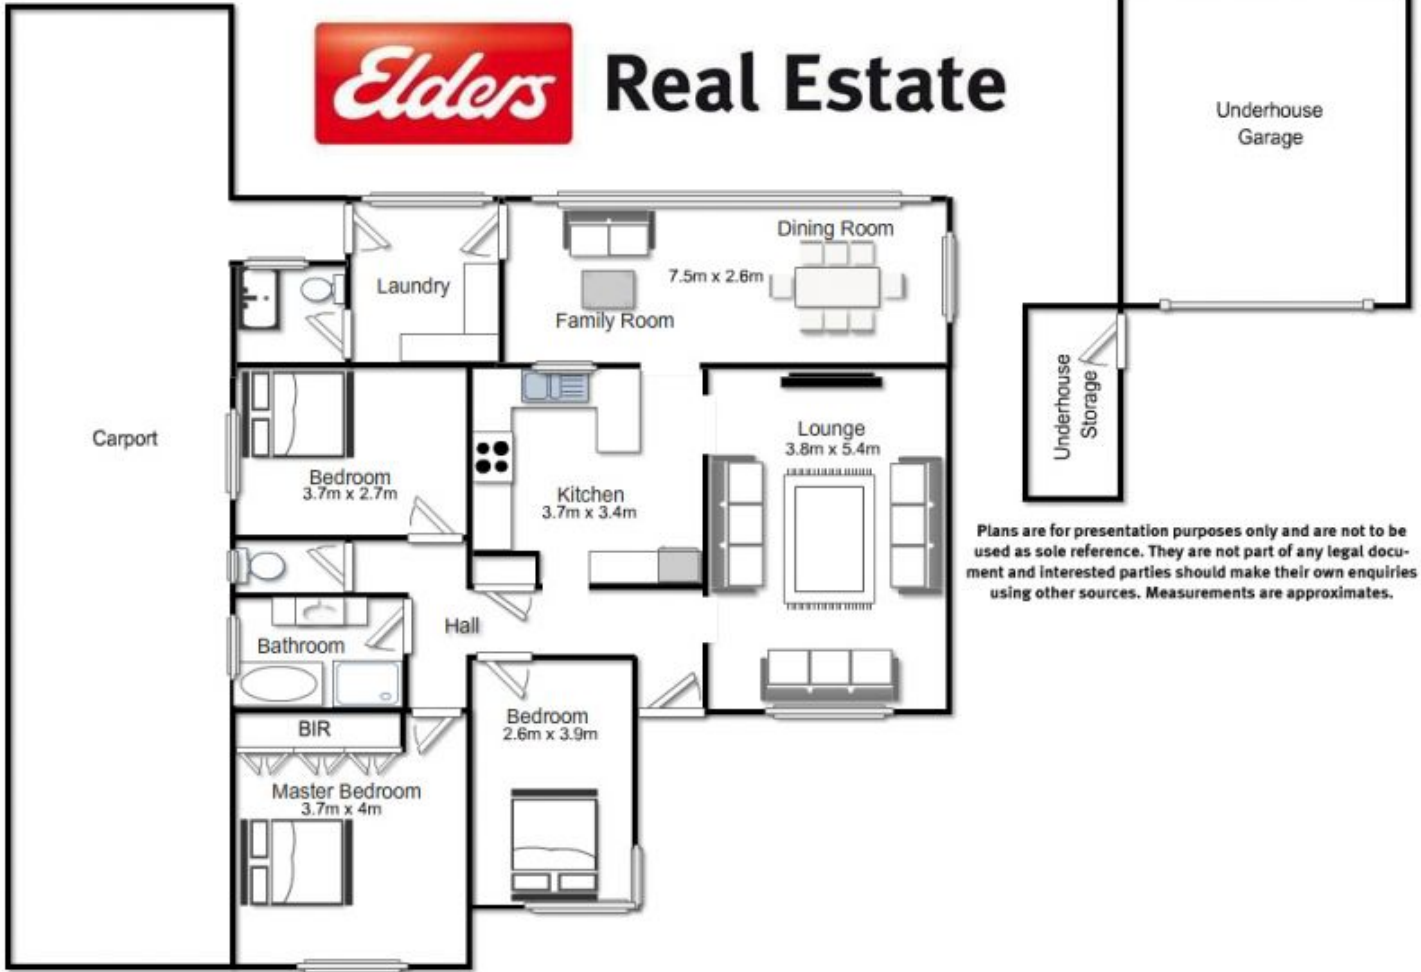 Elders Real Estate
Underhouse
Garage
Dining Room
7.5m x 2.6m
Laundry
Family Room
Carport
Underhouse
Storage
Lounge
3.8m x 5.4m
Bedroom
3.7m x 2.7m
Kitchen
3.7m x 3.4m
Plans are for presentation purposes only and are not to be
used as sole reference. They are not part of any legal docu-
ment and interested parties should make their own enquiries
using other sources. Measurements are approximates.
Hall
Bathroom
Bedroom
2.6m x 3.9m
BIR
Master Bedroom
3.7m x 4m